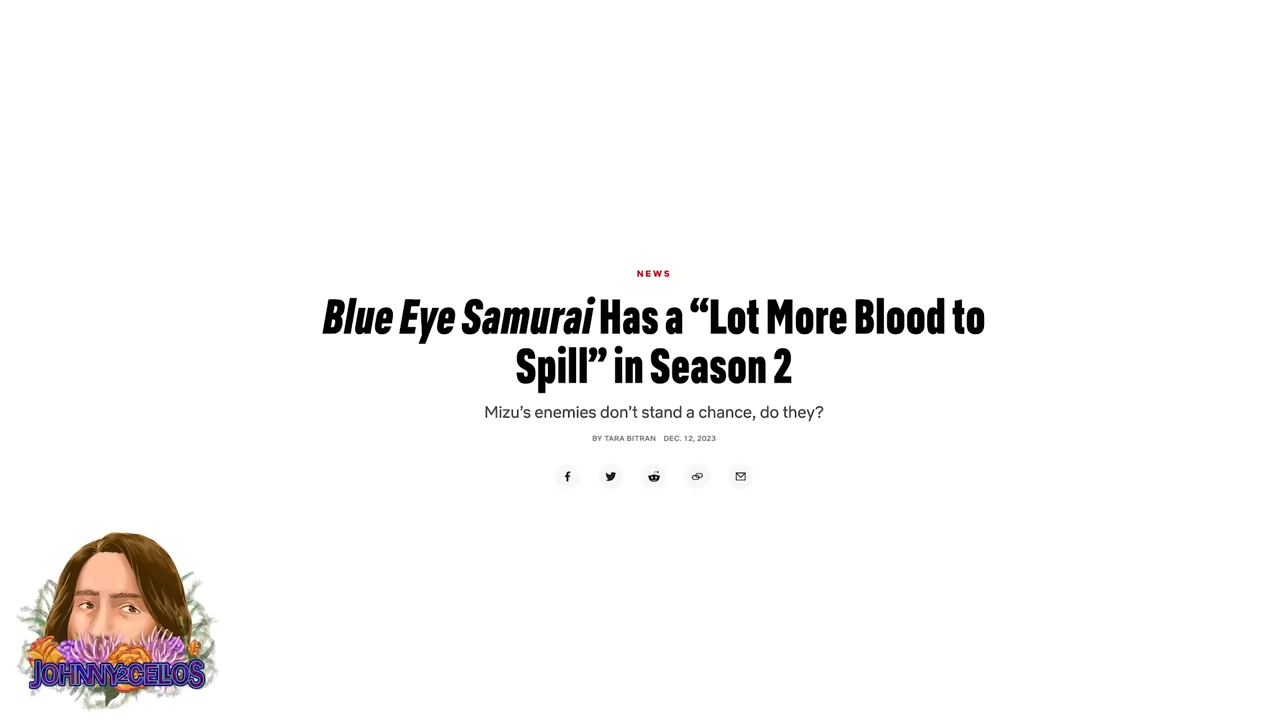 NEWS
Blue Eye Samurai Has a “Lot More Blood to
Spill” in Season 2
Mizu’s enemies don’t stand a chance, do they?
BY TARA BITRAN DEC. 12, 2023
JOHNNY2CELLOS